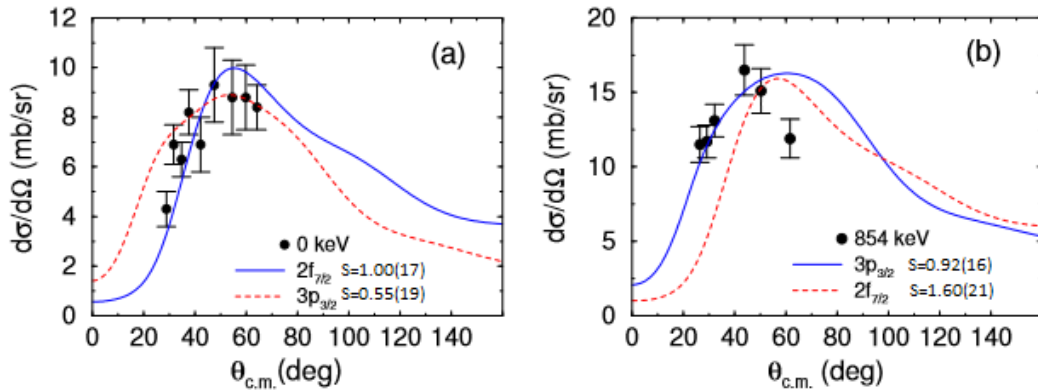 (a)
dσ/dΩ (mb/sr)
12
10
8
6
4
2
0
0 keV
2f7/2 S=1.00(17)
3p3/2 S=0.55(19)
0 20 40 60 80 100 120 140
θc.m.(deg)
(b)
dσ/dΩ (mb/sr)
20
15
10
5
0
854 keV
3p3/2 S=0.92(16)
2f7/2 S=1.60(21)
0 20 40 60 80 100 120 140
θc.m. (deg)